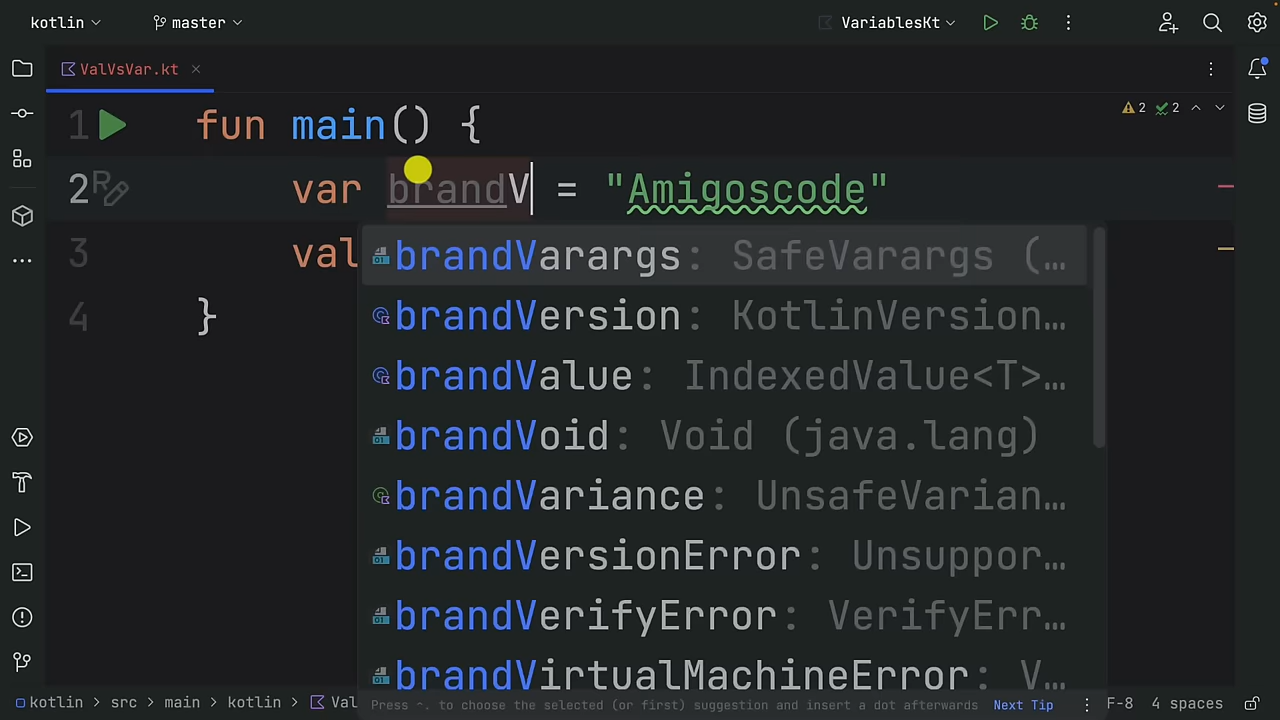 kotlin
master
VariablesKt
ValVsVar.kt
2 2
1 fun main() {
2 var brandV = "Amigoscode"
3 val
4 }
brandVarargs: SafeVarargs (…
brandVersion: KotlinVersion…
brandValue: IndexedValue<T>…
brandVoid: Void (java.lang)
brandVariance: UnsafeVarian…
brandVersionError: Unsuppor…
brandVerifyError: VerifyErr…
brandVirtualMachineError: V…
Press ^. to choose the selected (or first) suggestion and insert a dot afterwards Next Tip
kotlin > src > main > kotlin > Val F-8 4 spaces